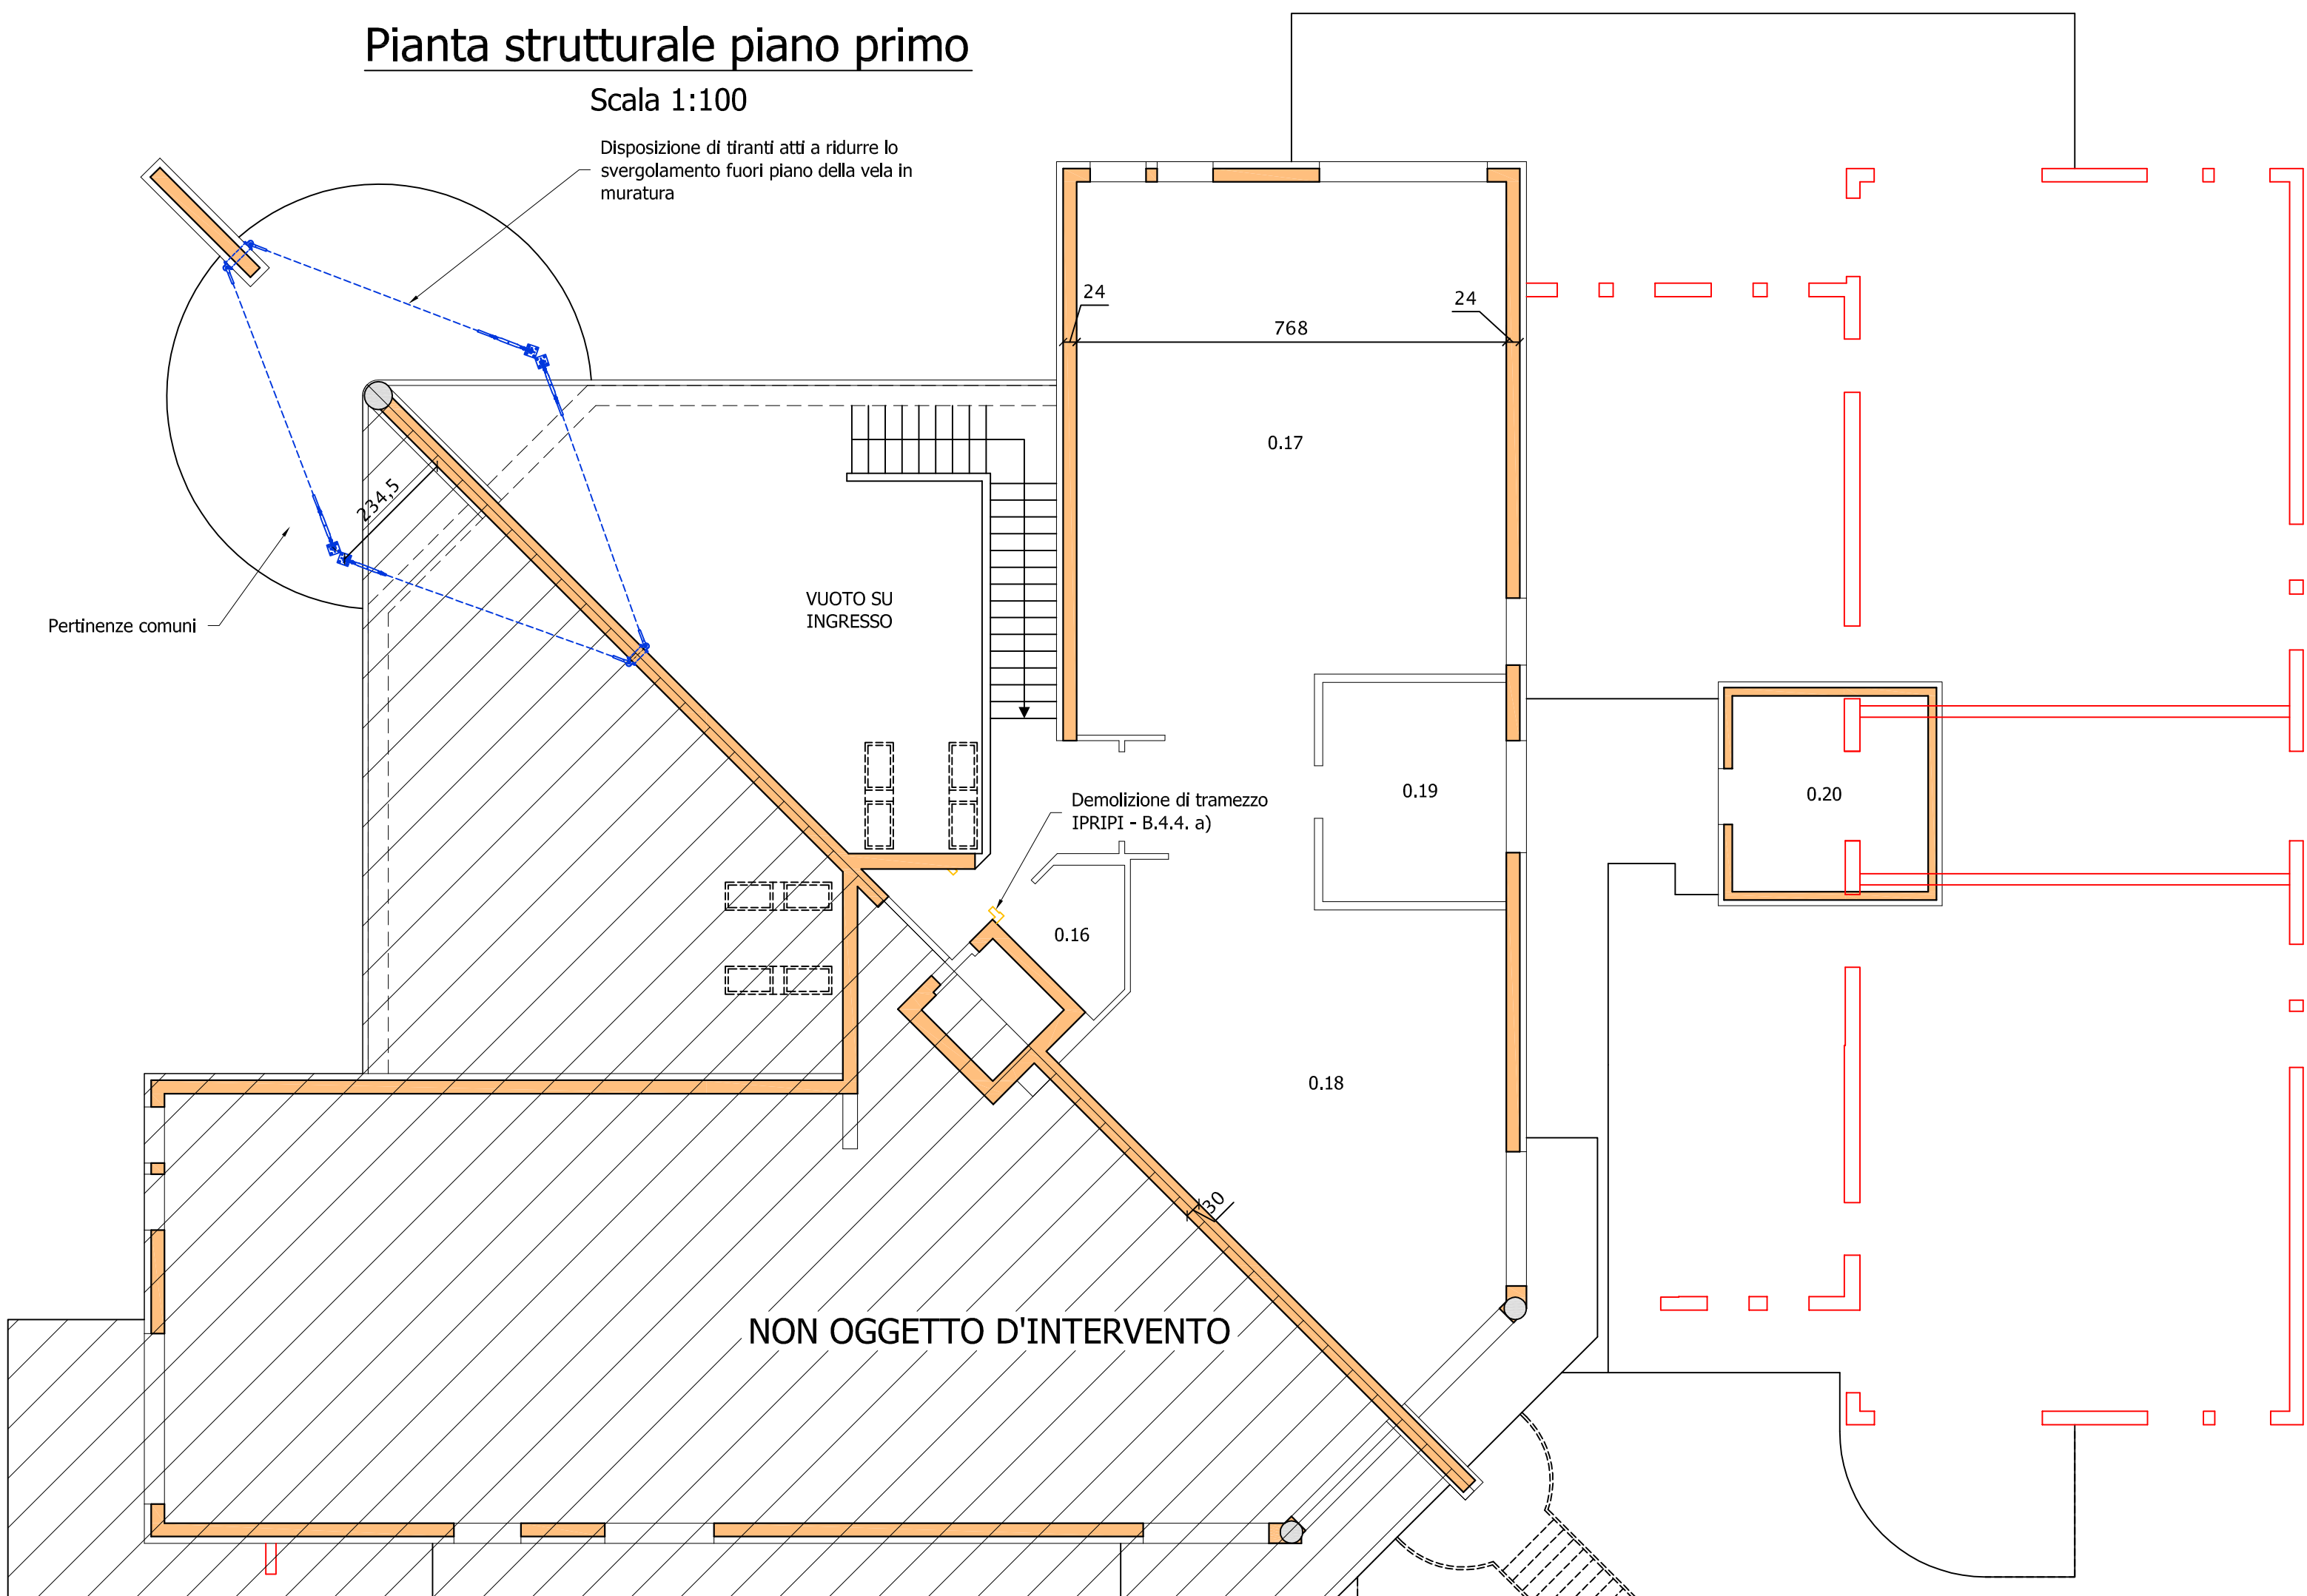 Pianta strutturale piano primo
Scala 1:100
Disposizione di tiranti atti a ridurre lo
svergolamento fuori piano della vela in
muratura
24
24
768
0.17
234,5
VUOTO SU
INGRESSO
Pertinenze comuni
Demolizione di tramezzo
IPRIPI - B.4.4. a)
0.19
0.20
0.16
0.18
30
NON OGGETTO D'INTERVENTO